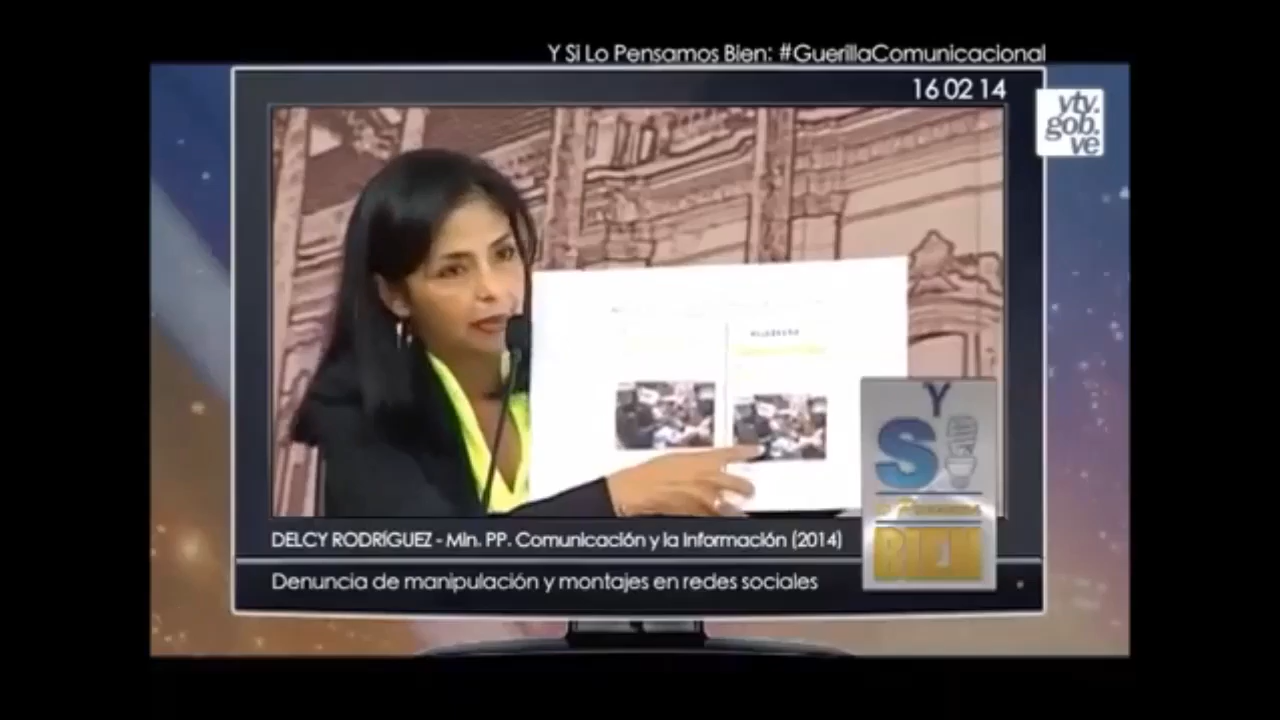 Y Si Lo Pensamos Bien: #GuerillaComunicacional
16 02 14
vtv.
gob.
ve
Y
Si
BIEN
DELCY RODRÍGUEZ - Min. PP. Comunicación y la Información (2014)
Denuncia de manipulación y montajes en redes sociales